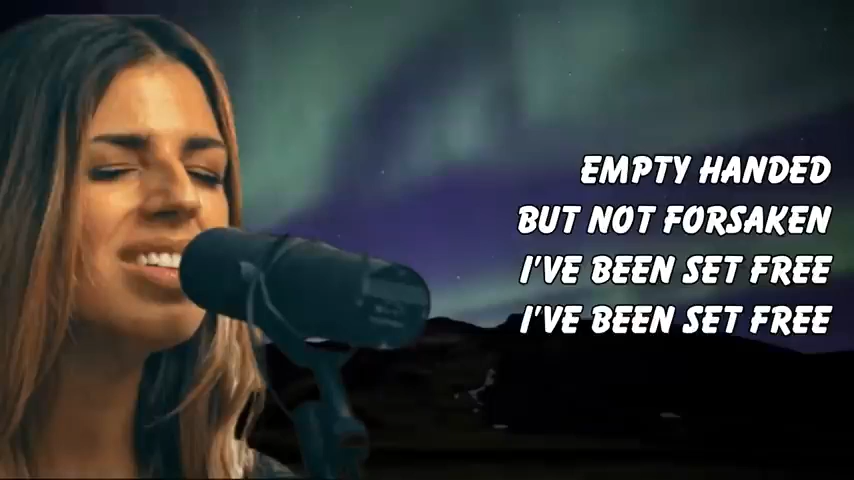 EMPTY HANDED
BUT NOT FORSAKEN
I'VE BEEN SET FREE
I'VE BEEN SET FREE